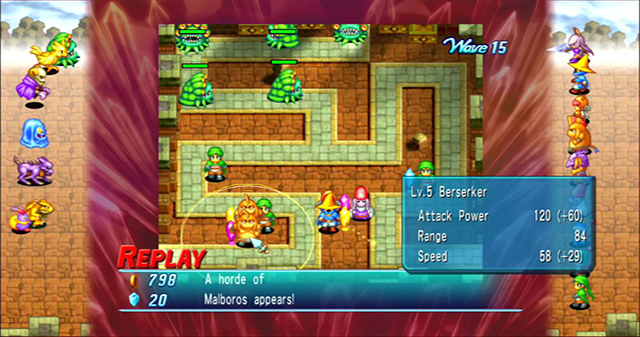 Wave 15
Lv.5 Berserker
Attack Power 120 (+60)
Range 84
Speed 58 (+29)
REPLAY
798 A horde of
20 Malboros appears!